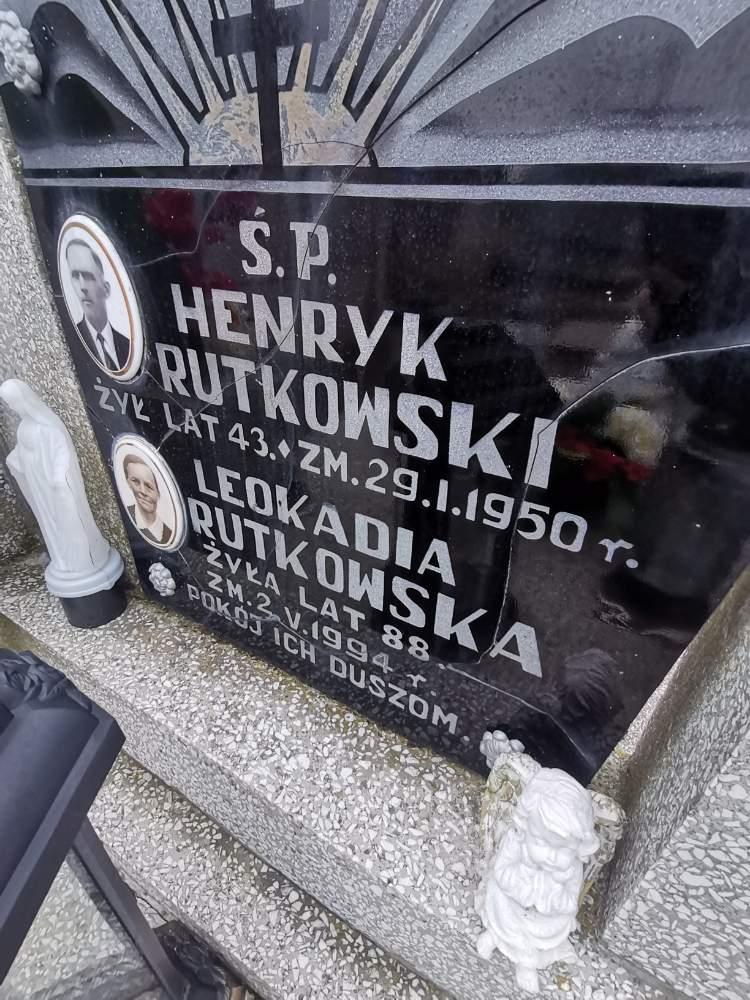 Ś.P.
HENRYK
RUTKOWSKI
ŻYŁ LAT 43.♦ZM.29.I.1950 r.
LEOKADIA
RUTKOWSKA
ŻYŁA LAT 88.
ZM.2.V.1994 r.
POKÓJ ICH DUSZOM.